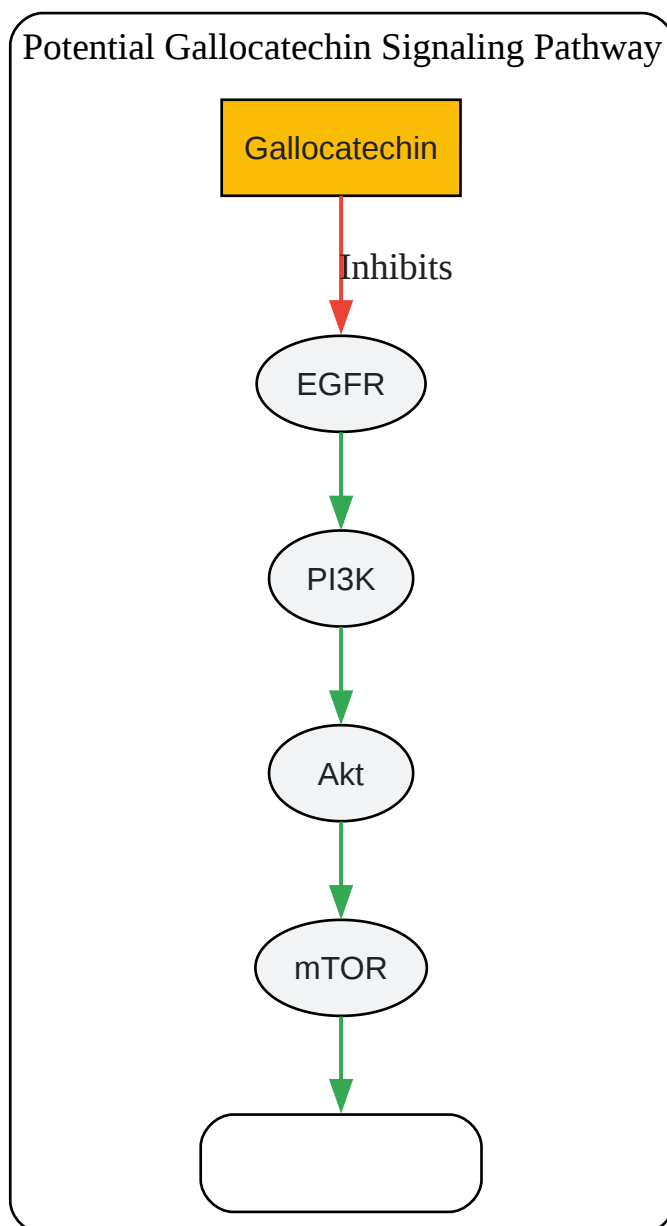 Potential Gallocatechin Signaling Pathway
Gallocatechin
Inhibits
EGFR
PI3K
Akt
mTOR